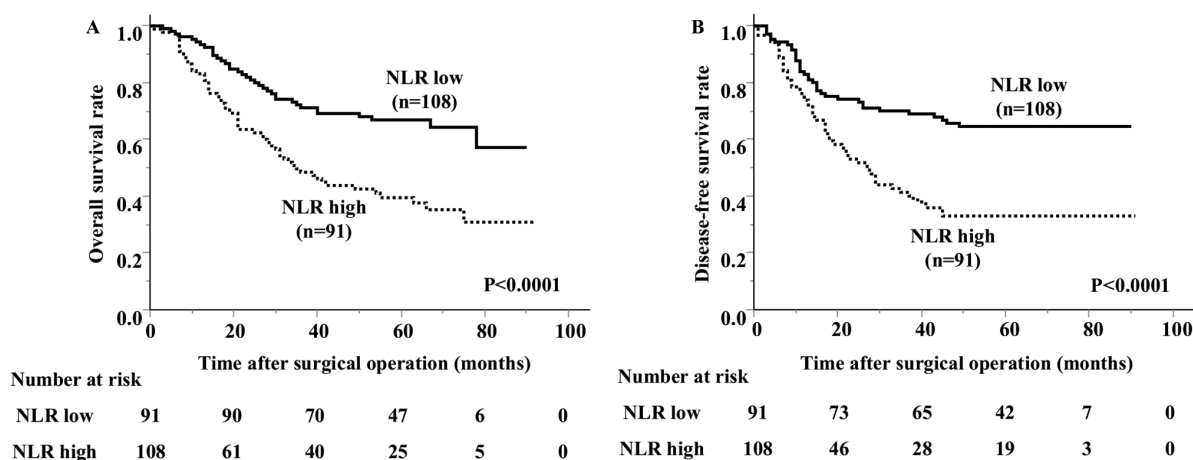 A
Overall survival rate
1.0
0.8
0.6
0.4
0.2
0.0
NLR low
(n=108)
NLR high
(n=91)
P<0.0001
0 20 40 60 80 100
Time after surgical operation (months)
Number at risk
NLR low 91 90 70 47 6 0
NLR high 108 61 40 25 5 0
B
Disease-free survival rate
1.0
0.8
0.6
0.4
0.2
0.0
NLR low
(n=108)
NLR high
(n=91)
P<0.0001
0 20 40 60 80 100
Time after surgical operation (months)
Number at risk
NLR low 91 73 65 42 7 0
NLR high 108 46 28 19 3 0